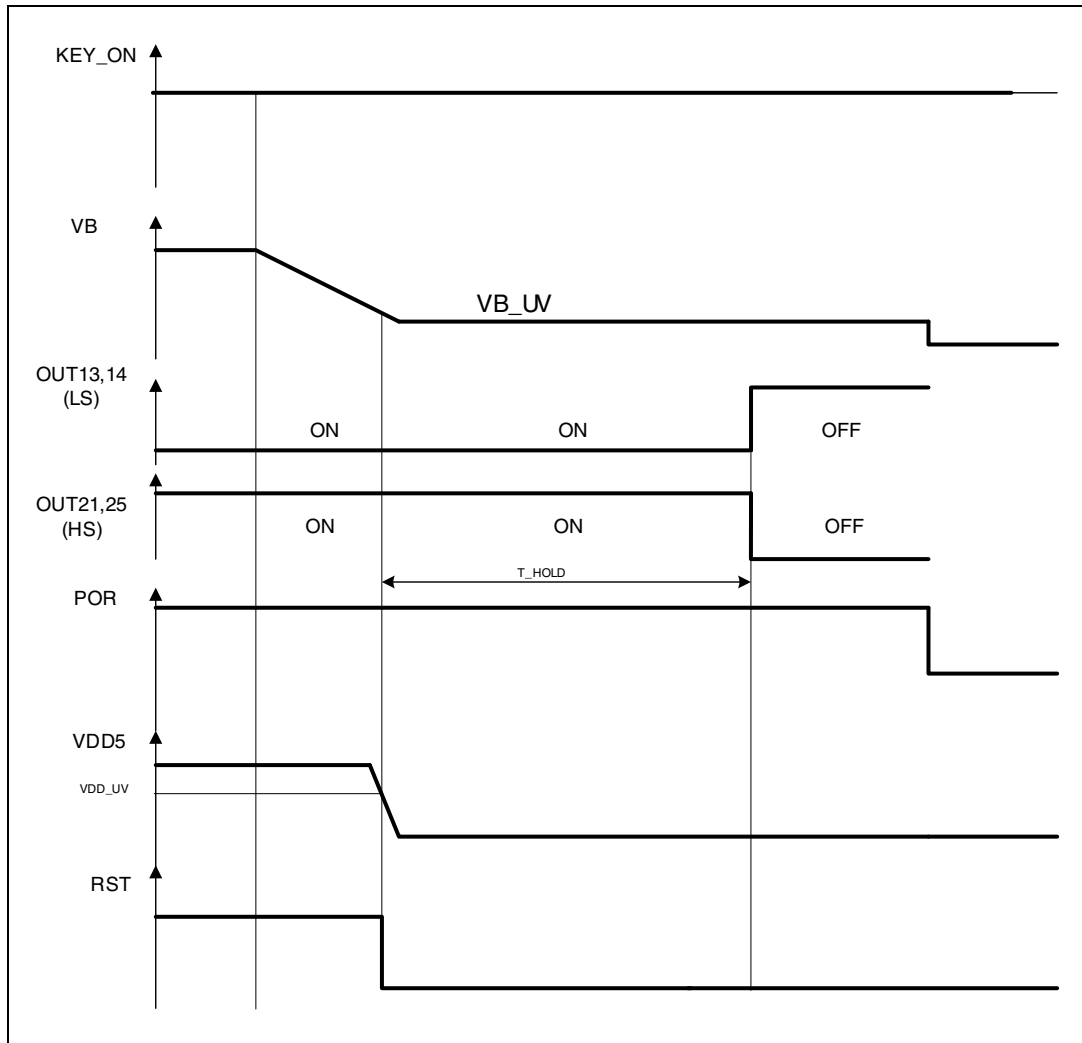 KEY_ON
VB
VB_UV
OUT13,14
(LS)
ON
ON
OFF
OUT21,25
(HS)
ON
ON
OFF
T_HOLD
POR
VDD5
VDD_UV
RST